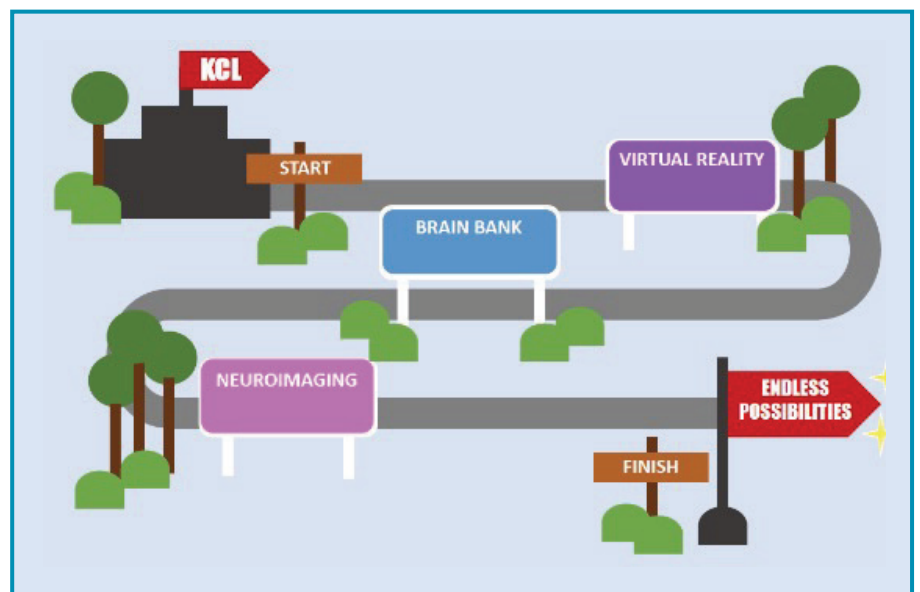 KCL
START
VIRTUAL REALITY
BRAIN BANK
NEUROIMAGING
ENDLESS
POSSIBILITIES
FINISH